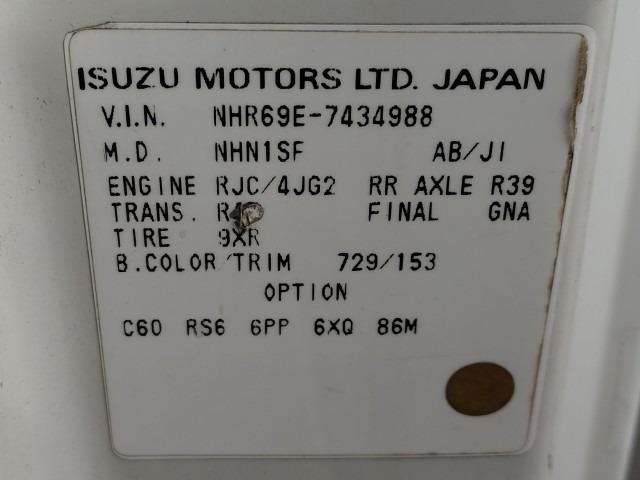 ISUZU MOTORS LTD. JAPAN
V.I.N. NHR69E-7434988
M.D. NHN1SF AB/JI
ENGINE RJC/4JG2 RR AXLE R39
TRANS. FINAL GNA
TIRE 9XR
B.COLOR/TRIM 729/153
OPTION
C60 RS6 6PP 6XQ 86M